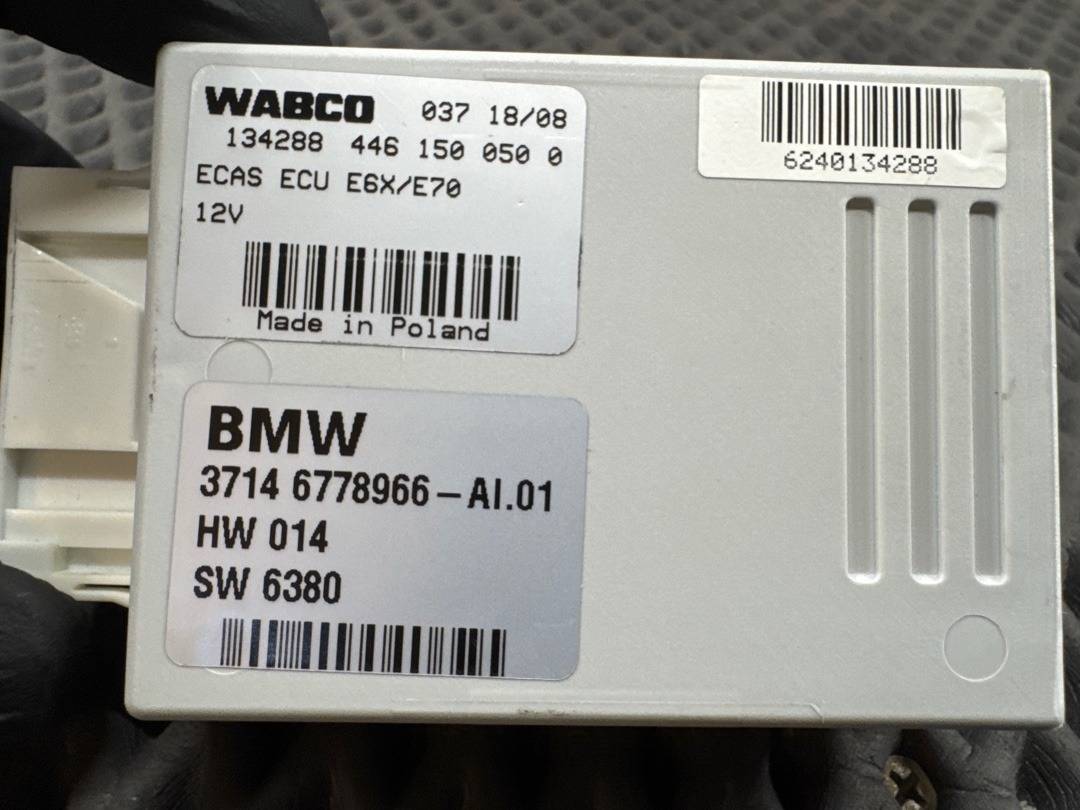 WABCO 037 18/08
134288 446 150 050 0
ECAS ECU E6X/E70
12V
Made in Poland
6240134288
BMW
3714 6778966-AI.01
HW 014
SW 6380